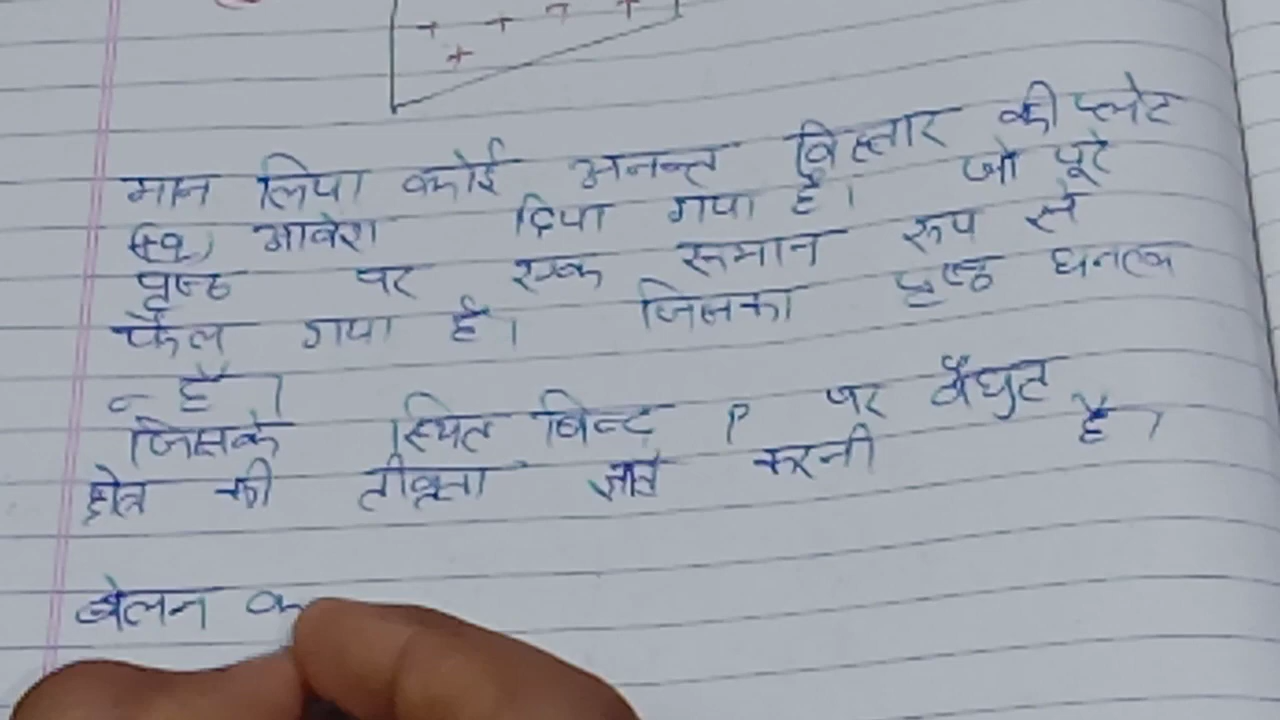 मान लिया कोई अनन्त विस्तार की प्लेट
(+q) आवेश दिया गया है। जो पूरे
पृष्ठ पर एक समान रूप से
फैल गया है। जिसका पृष्ठ घनत्व
σ है।
जिसके स्थित बिन्दु P पर वैधुत
क्षेत्र की तीव्रता ज्ञात करनी है।
बेलन क